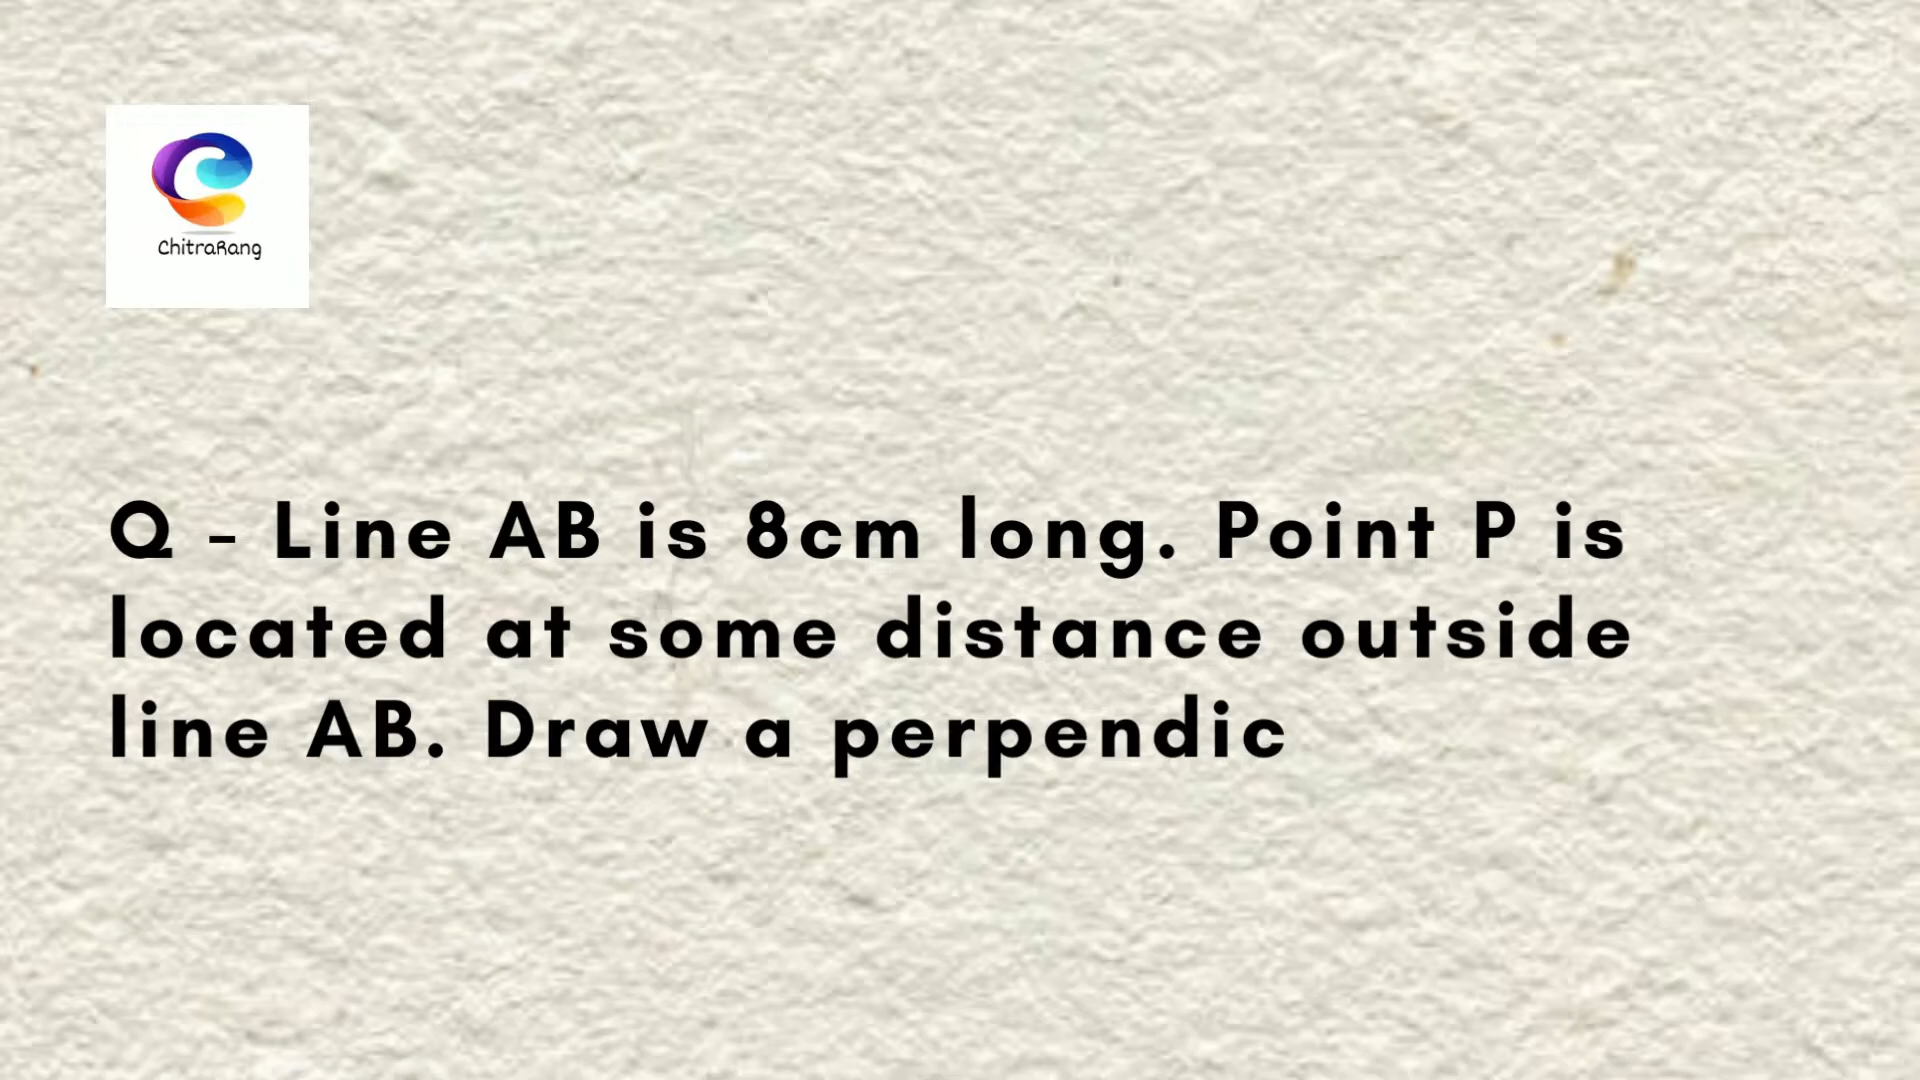 ChitraRang
Q - Line AB is 8cm long. Point P is
located at some distance outside
line AB. Draw a perpendic